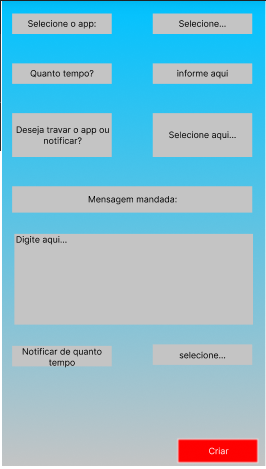 Selecione o app:
Selecione...
Quanto tempo?
informe aqui
Deseja travar o app ou
notificar?
Selecione aqui...
Mensagem mandada:
Digite aqui...
Notificar de quanto
tempo
selecione...
Criar